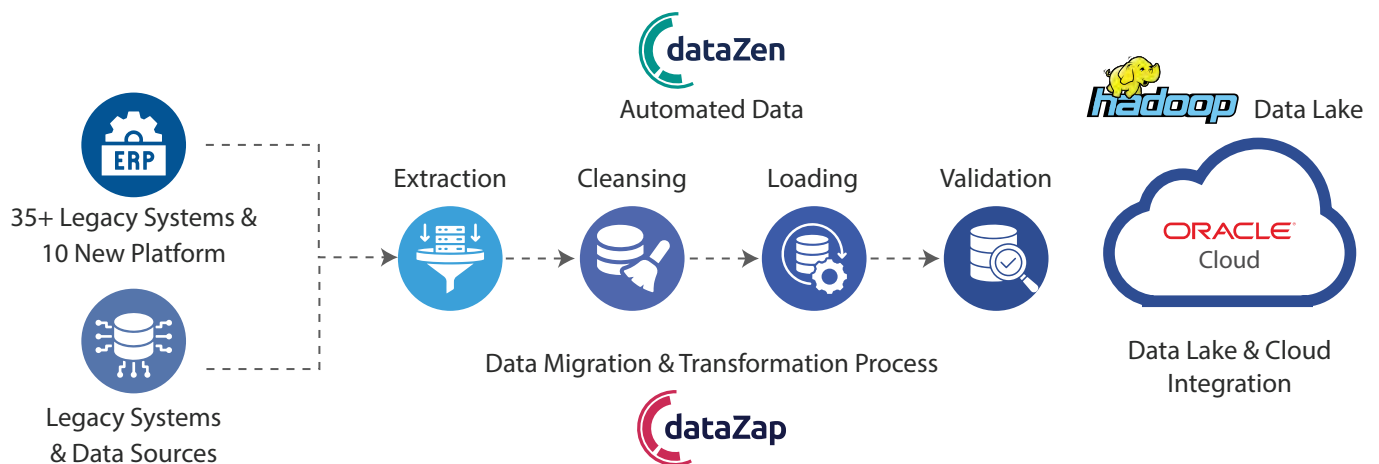 dataZen
Automated Data
hadoop Data Lake
ERP
35+ Legacy Systems &
10 New Platform
Extraction
Cleansing
Loading
Validation
ORACLE
Cloud
Data Migration & Transformation Process
dataZap
Legacy Systems
& Data Sources
Data Lake & Cloud
Integration